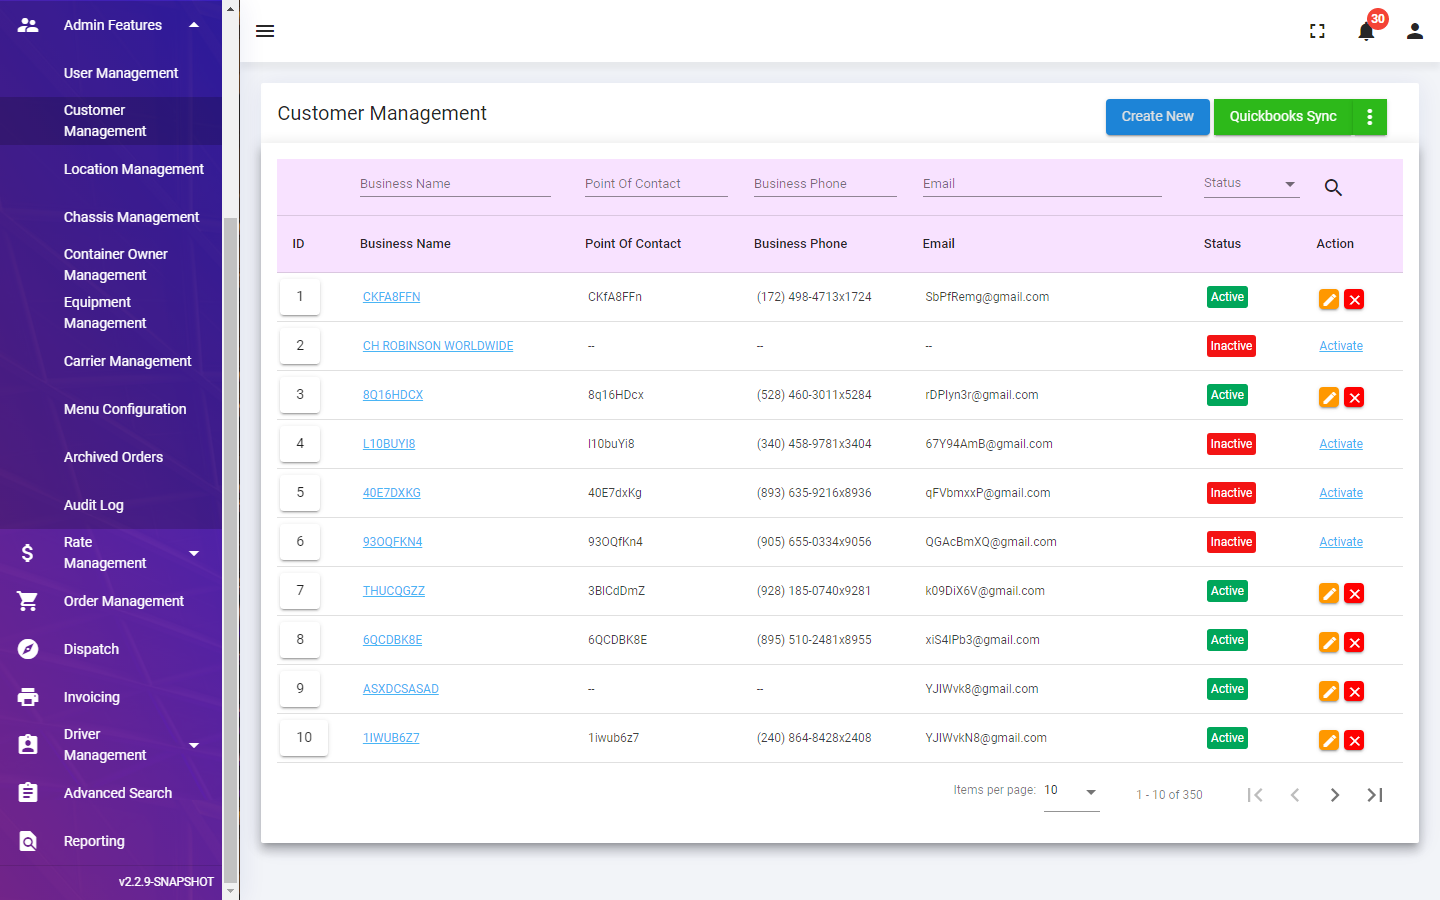 Admin Features
User Management
Customer
Management
Location Management
Chassis Management
Container Owner
Management
Equipment
Management
Carrier Management
Menu Configuration
Archived Orders
Audit Log
Rate
Management
Order Management
Dispatch
Invoicing
Driver
Management
Advanced Search
Reporting
v2.2.9-SNAPSHOT
30
Customer Management
Create New
Quickbooks Sync
Business Name Point Of Contact Business Phone Email Status
ID Business Name Point Of Contact Business Phone Email Status Action
1 CKFA8FFN CKfA8FFn (172) 498-4713x1724 SbPfRemg@gmail.com Active
2 CH ROBINSON WORLDWIDE -- -- -- Inactive Activate
3 8Q16HDCX 8q16HDcx (528) 460-3011x5284 rDPlyn3r@gmail.com Active
4 L10BUYI8 l10buYi8 (340) 458-9781x3404 67Y94AmB@gmail.com Inactive Activate
5 40E7DXKG 40E7dxKg (893) 635-9216x8936 qFVbmxxP@gmail.com Inactive Activate
6 93OQFKN4 93OQfKn4 (905) 655-0334x9056 QGAcBmXQ@gmail.com Inactive Activate
7 THUCQGZZ 3BlCdDmZ (928) 185-0740x9281 k09DiX6V@gmail.com Active
8 6QCDBK8E 6QCDBK8E (895) 510-2481x8955 xiS4lPb3@gmail.com Active
9 ASXDCSASAD -- -- YJIWvk8@gmail.com Active
10 1IWUB6Z7 1iwub6z7 (240) 864-8428x2408 YJIWvkN8@gmail.com Active
Items per page: 10 1 - 10 of 350